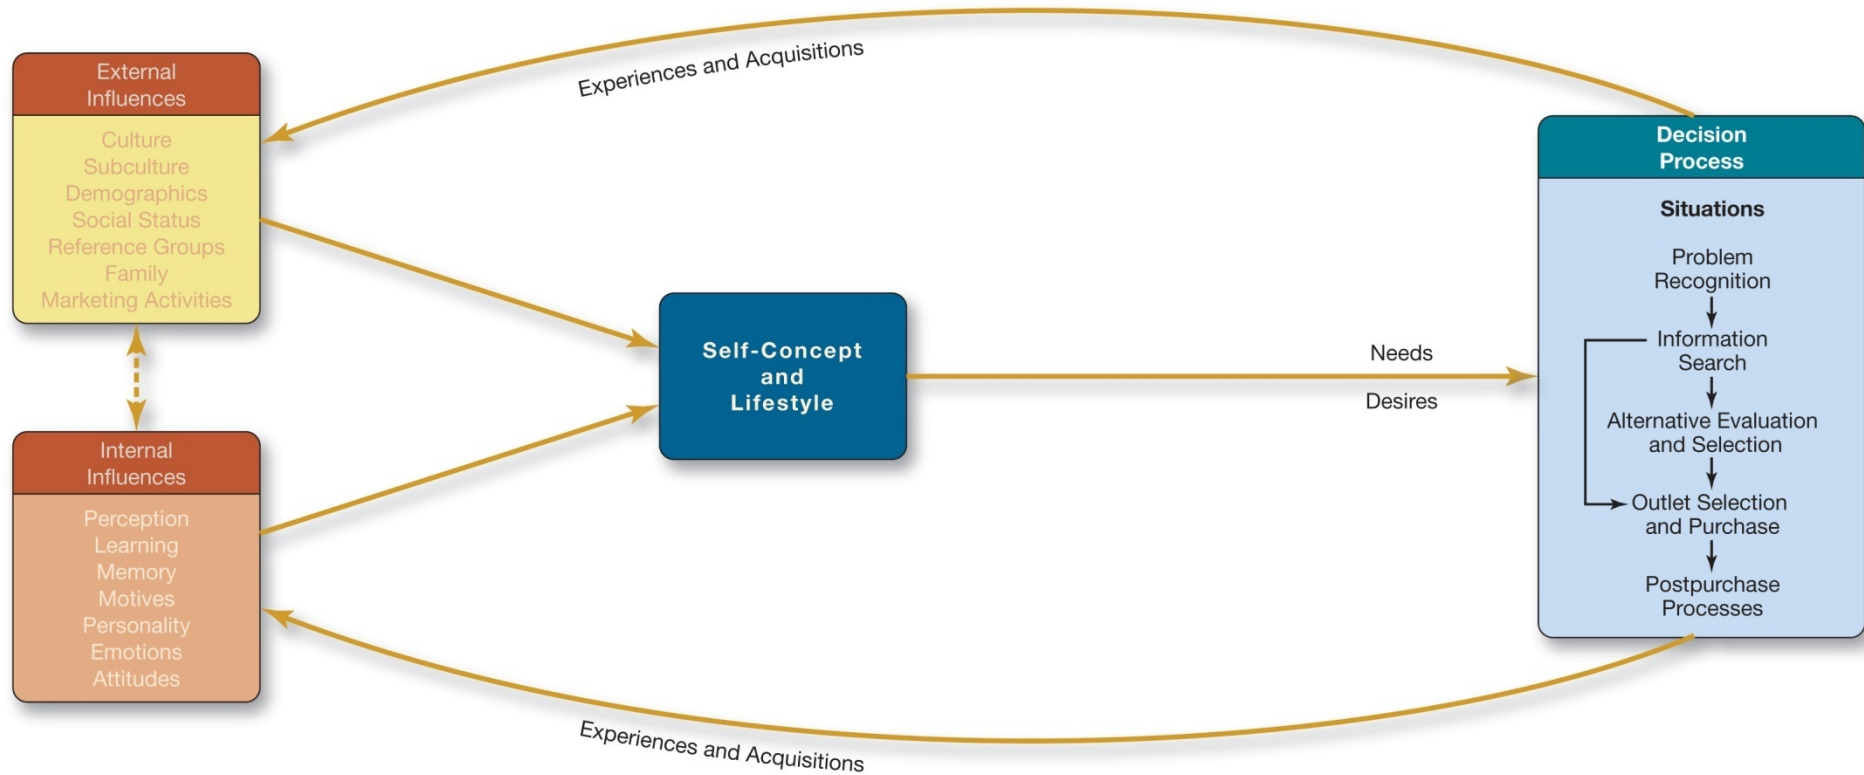 Experiences and Acquisitions
External
Influences
Culture
Subculture
Demographics
Social Status
Reference Groups
Family
Marketing Activities
Internal
Influences
Perception
Learning
Memory
Motives
Personality
Emotions
Attitudes
Self-Concept
and
Lifestyle
Needs
Desires
Decision
Process
Situations
Problem
Recognition
Information
Search
Alternative Evaluation
and Selection
Outlet Selection
and Purchase
Postpurchase
Processes
Experiences and Acquisitions